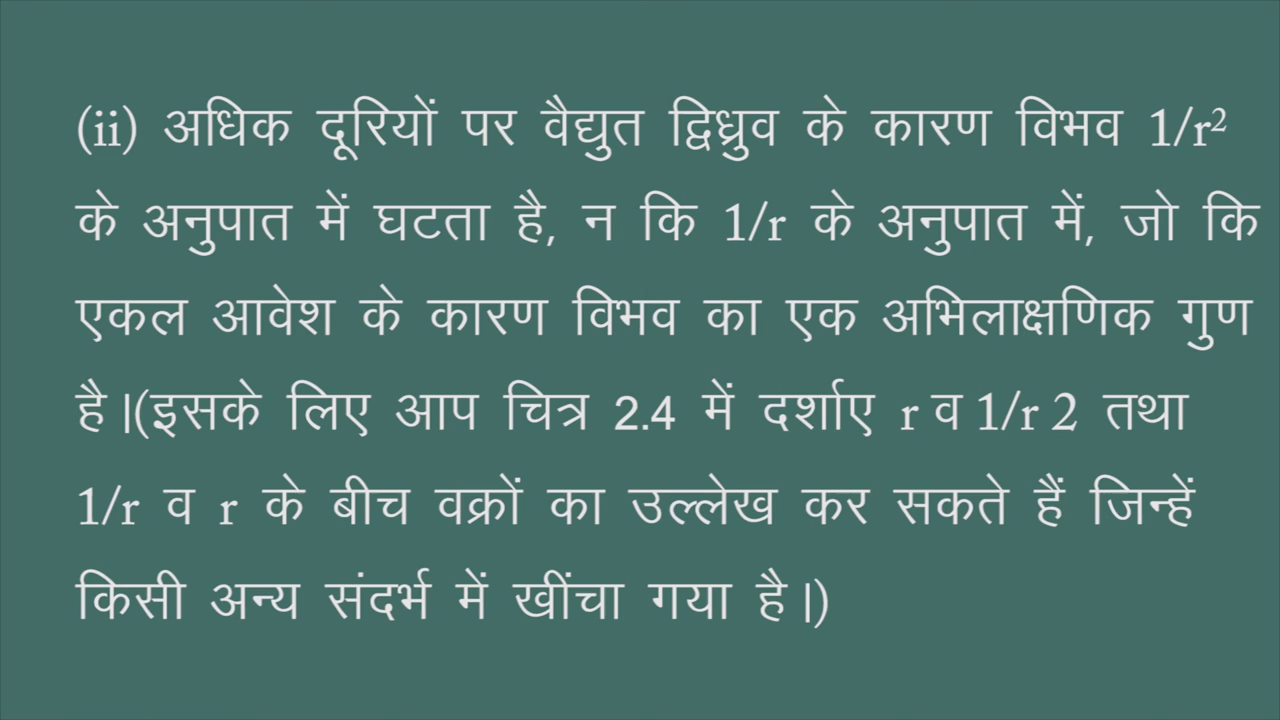 (ii) अधिक दूरियों पर वैद्युत द्विध्रुव के कारण विभव 1/r²
के अनुपात में घटता है, न कि 1/r के अनुपात में, जो कि
एकल आवेश के कारण विभव का एक अभिलाक्षणिक गुण
है।(इसके लिए आप चित्र 2.4 में दर्शाए r व 1/r 2 तथा
1/r व r के बीच वक्रों का उल्लेख कर सकते हैं जिन्हें
किसी अन्य संदर्भ में खींचा गया है।)